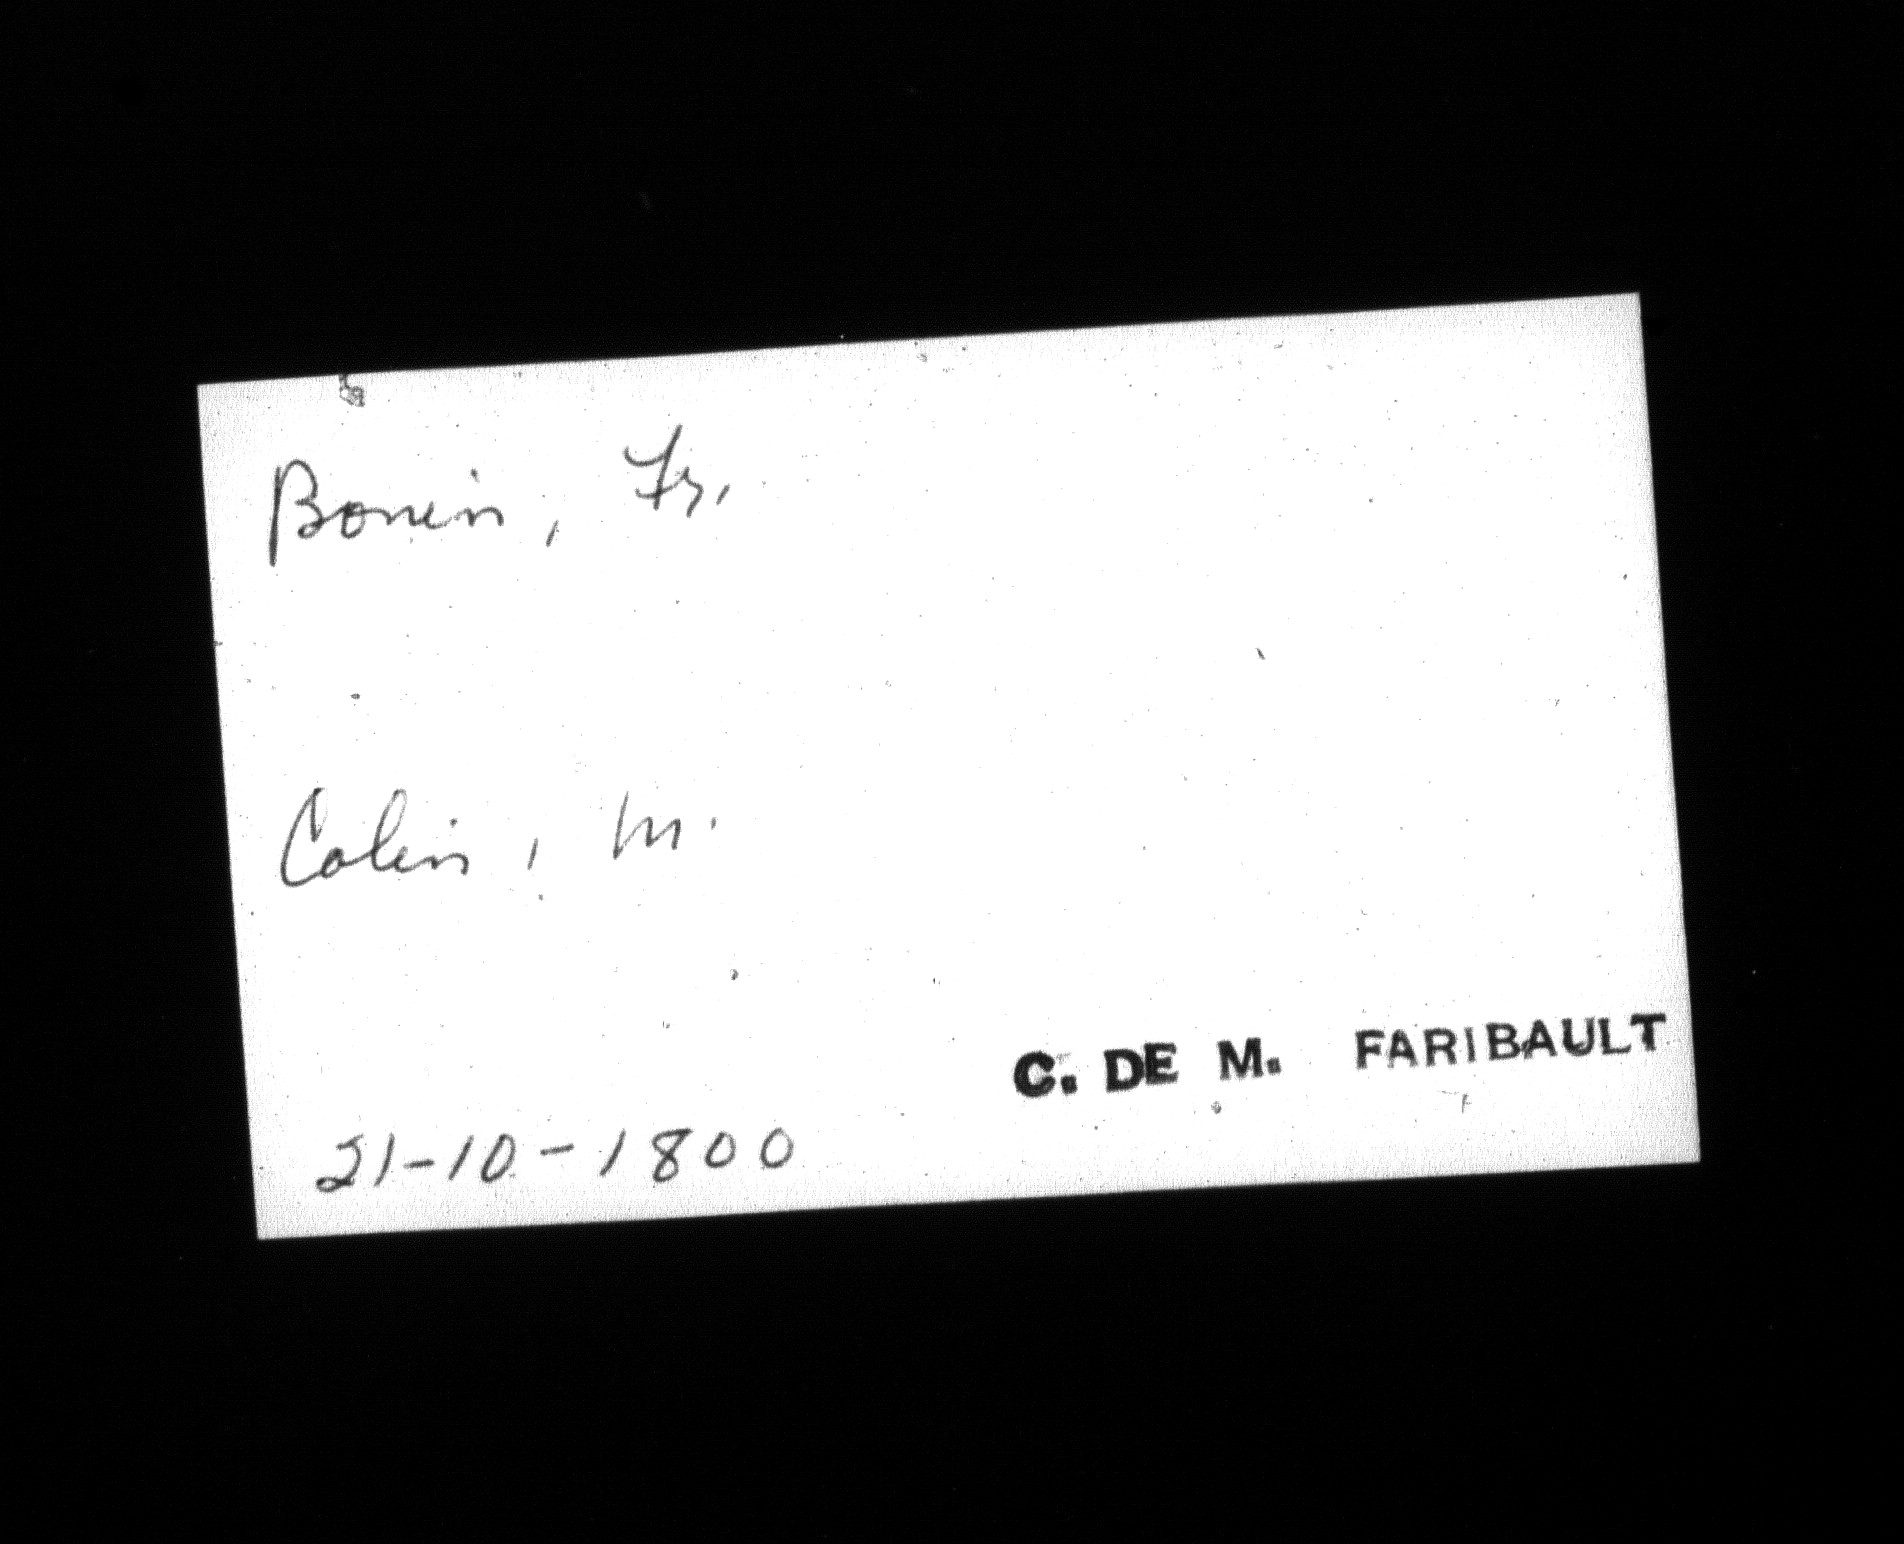 Bonin, Fr.
Colin, M.
C. DE M. FARIBAULT
21-10-1800